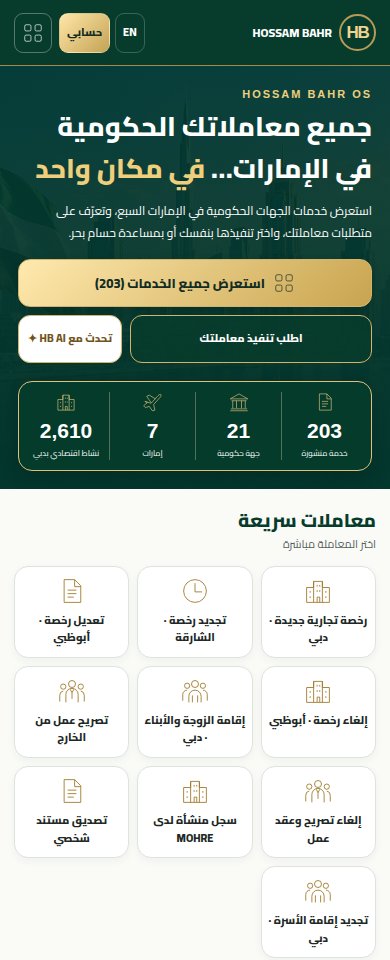 HB
HOSSAM BAHR
EN
حسابي
HOSSAM BAHR OS
جميع معاملاتك الحكومية
في الإمارات... في مكان واحد
استعرض خدمات الجهات الحكومية في الإمارات السبع، وتعرّف على
متطلبات معاملتك، واختر تنفيذها بنفسك أو بمساعدة حسام بحر.
استعرض جميع الخدمات (203)
اطلب تنفيذ معاملتك
تحدث مع HB AI ✦
203
خدمة منشورة
21
جهة حكومية
7
إمارات
2,610
نشاط اقتصادي بدبي
معاملات سريعة
اختر المعاملة مباشرة
رخصة تجارية جديدة ·
دبي
تجديد رخصة ·
الشارقة
تعديل رخصة ·
أبوظبي
إلغاء رخصة · أبوظبي
إقامة الزوجة والأبناء
· دبي
تصريح عمل من
الخارج
إلغاء تصريح وعقد
عمل
سجل منشأة لدى
MOHRE
تصديق مستند
شخصي
تجديد إقامة الأسرة ·
دبي